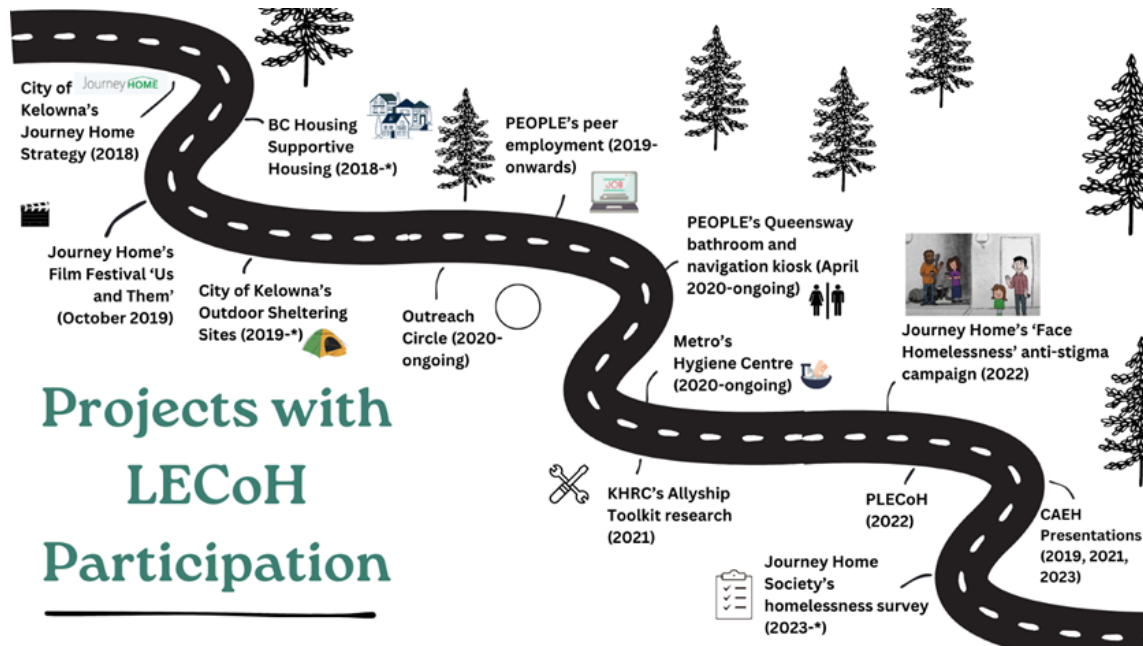 City of
Kelowna's
Journey Home
Strategy (2018)
Journey HOME
BC Housing
Supportive
Housing (2018-*)
PEOPLE's peer
employment (2019-
onwards)
JOB
Journey Home's
Film Festival 'Us
and Them'
(October 2019)
City of Kelowna's
Outdoor Sheltering
Sites (2019-*)
Outreach
Circle (2020-
ongoing)
PEOPLE's Queensway
bathroom and
navigation kiosk (April
2020-ongoing)
Metro's
Hygiene Centre
(2020-ongoing)
Journey Home's 'Face
Homelessness' anti-stigma
campaign (2022)
Projects with
LECoH
Participation
KHRC's Allyship
Toolkit research
(2021)
PLECoH
(2022)
CAEH
Presentations
(2019, 2021,
2023)
Journey Home
Society's
homelessness survey
(2023-*)